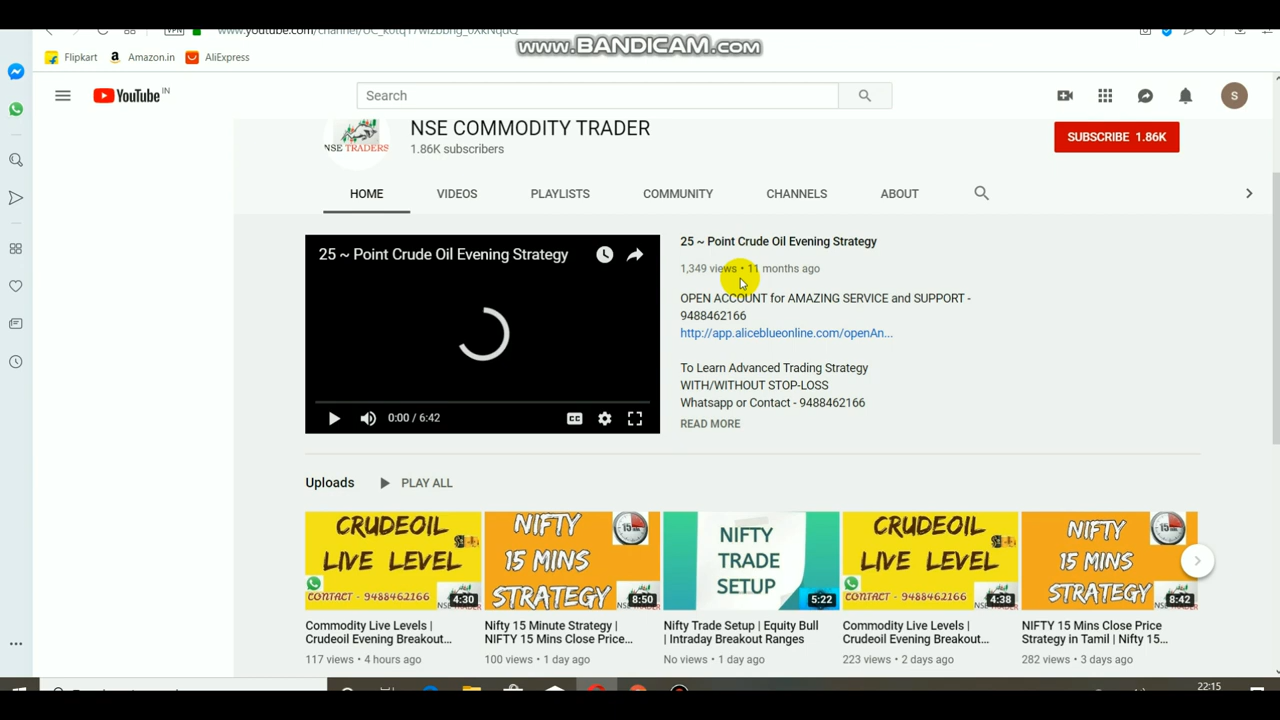 www.BANDICAM.com
Flipkart
Amazon.in
AliExpress
YouTube IN
Search
S
NSE COMMODITY TRADER
1.86K subscribers
NSE TRADERS
SUBSCRIBE 1.86K
HOME
VIDEOS
PLAYLISTS
COMMUNITY
CHANNELS
ABOUT
25 ~ Point Crude Oil Evening Strategy
0:00 / 6:42
25 ~ Point Crude Oil Evening Strategy
1,349 views • 11 months ago
OPEN ACCOUNT for AMAZING SERVICE and SUPPORT -
9488462166
http://app.aliceblueonline.com/openAn...
To Learn Advanced Trading Strategy
WITH/WITHOUT STOP-LOSS
Whatsapp or Contact - 9488462166
READ MORE
Uploads
PLAY ALL
CRUDEOIL
LIVE LEVEL
CONTACT - 9488462166
4:30
Commodity Live Levels |
Crudeoil Evening Breakout...
117 views • 4 hours ago
NIFTY
15 MINS
STRATEGY
8:50
Nifty 15 Minute Strategy |
NIFTY 15 Mins Close Price...
100 views • 1 day ago
NIFTY
TRADE
SETUP
5:22
Nifty Trade Setup | Equity Bull
| Intraday Breakout Ranges
No views • 1 day ago
CRUDEOIL
LIVE LEVEL
CONTACT - 9488462166
4:38
Commodity Live Levels |
Crudeoil Evening Breakout...
223 views • 2 days ago
NIFTY
15 MINS
STRATEGY
8:42
NIFTY 15 Mins Close Price
Strategy in Tamil | Nifty 15...
282 views • 3 days ago
22:15